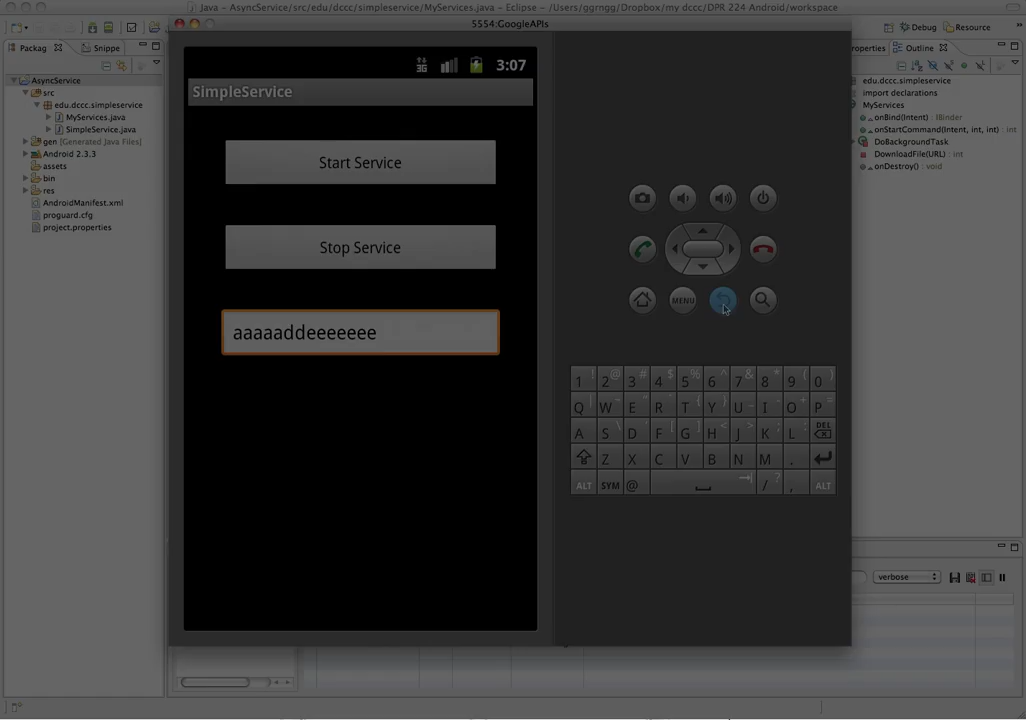 Java - AsyncService/src/edu/dccc/simpleservice/MyServices.java - Eclipse - /Users/ggrngg/Dropbox/my dccc/DPR 224 Android/workspace
5554:GoogleAPIs
Debug
Resource
Packag
Snippe
roperties
Outline
AsyncService
src
edu.dccc.simpleservice
MyServices.java
SimpleService.java
gen [Generated Java Files]
Android 2.3.3
assets
bin
res
AndroidManifest.xml
proguard.cfg
project.properties
3G
3:07
SimpleService
Start Service
Stop Service
aaaaaddeeeeeee
MENU
1 ! 2 @ 3 # 4 $ 5 % 6 ^ 7 & 8 * 9 ( 0 )
Q W E R T Y U - I O + P =
A S D F [ G ] H < J > K ; L :
DEL
Z X C V B N M .
ALT SYM @ / ? , ALT
edu.dccc.simpleservice
import declarations
MyServices
onBind(Intent) : IBinder
onStartCommand(Intent, int, int) : int
DoBackgroundTask
DownloadFile(URL) : int
onDestroy() : void
verbose